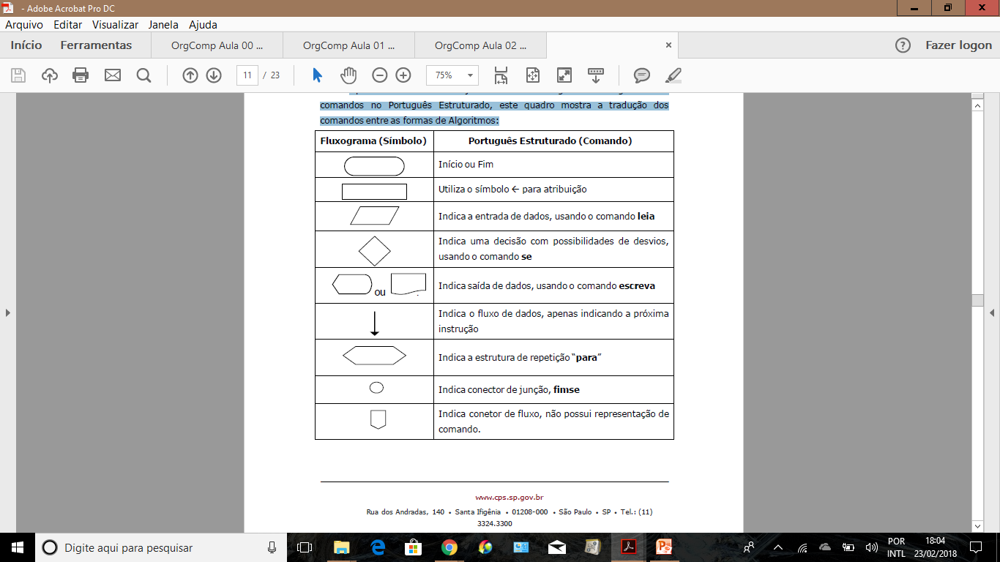 - Adobe Acrobat Pro DC
Arquivo Editar Visualizar Janela Ajuda
Início Ferramentas OrgComp Aula 00 ... OrgComp Aula 01 ... OrgComp Aula 02 ... × Fazer logon
11 / 23 75%
comandos no Português Estruturado, este quadro mostra a tradução dos
comandos entre as formas de Algoritmos:
Fluxograma (Símbolo) Português Estruturado (Comando)
Início ou Fim
Utiliza o símbolo ← para atribuição
Indica a entrada de dados, usando o comando leia
Indica uma decisão com possibilidades de desvios,
usando o comando se
ou Indica saída de dados, usando o comando escreva
Indica o fluxo de dados, apenas indicando a próxima
instrução
Indica a estrutura de repetição “para”
Indica conector de junção, fimse
Indica conetor de fluxo, não possui representação de
comando.
www.cps.sp.gov.br
Rua dos Andradas, 140 • Santa Ifigênia • 01208-000 • São Paulo • SP • Tel.: (11)
3324.3300
Digite aqui para pesquisar
POR
INTL
18:04
23/02/2018